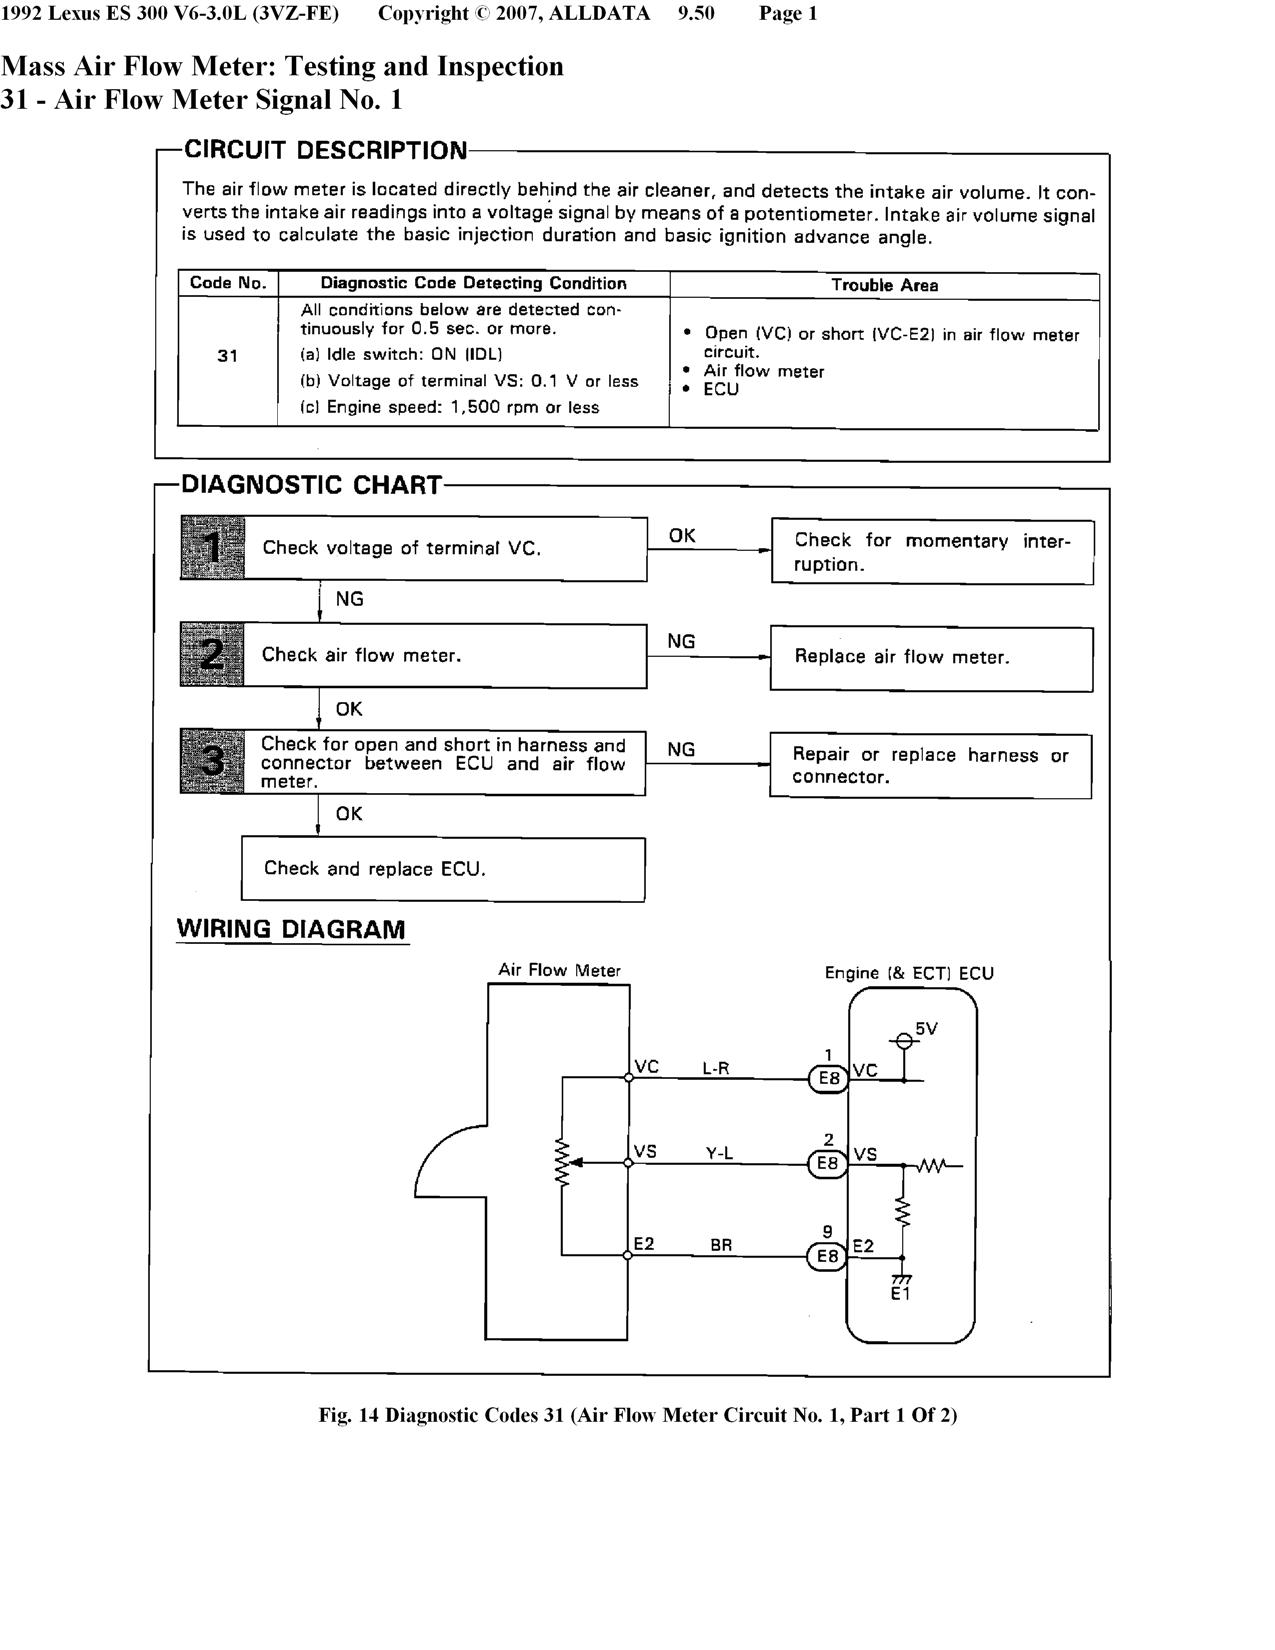 1992 Lexus ES 300 V6-3.0L (3VZ-FE) Copyright © 2007, ALLDATA 9.50 Page 1
Mass Air Flow Meter: Testing and Inspection
31 - Air Flow Meter Signal No. 1
CIRCUIT DESCRIPTION
The air flow meter is located directly behind the air cleaner, and detects the intake air volume. It con-
verts the intake air readings into a voltage signal by means of a potentiometer. Intake air volume signal
is used to calculate the basic injection duration and basic ignition advance angle.
Code No. Diagnostic Code Detecting Condition Trouble Area
31
All conditions below are detected con-
tinuously for 0.5 sec. or more.
(a) Idle switch: ON (IDL)
(b) Voltage of terminal VS: 0.1 V or less
(c) Engine speed: 1,500 rpm or less
• Open (VC) or short (VC-E2) in air flow meter
circuit.
• Air flow meter
• ECU
DIAGNOSTIC CHART
1 Check voltage of terminal VC.
OK
Check for momentary inter-
ruption.
NG
2 Check air flow meter.
NG
Replace air flow meter.
OK
3
Check for open and short in harness and
connector between ECU and air flow
meter.
NG
Repair or replace harness or
connector.
OK
Check and replace ECU.
WIRING DIAGRAM
Air Flow Meter
Engine (& ECT) ECU
5V
VC L-R 1 E8 VC
VS Y-L 2 E8 VS
E2 BR 9 E8 E2
E1
Fig. 14 Diagnostic Codes 31 (Air Flow Meter Circuit No. 1, Part 1 Of 2)